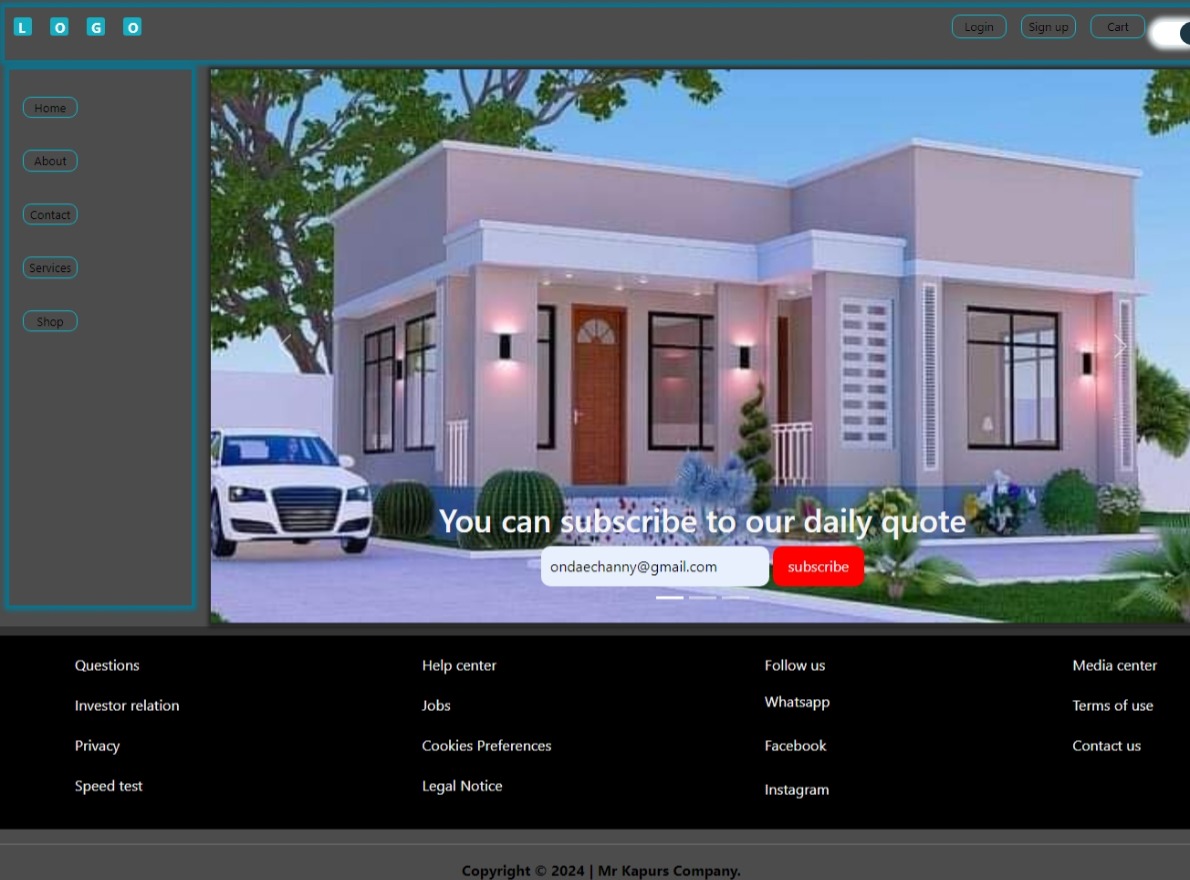 L O G O
Login Sign up Cart
Home
About
Contact
Services
Shop
You can subscribe to our daily quote
ondaechanny@gmail.com subscribe
Questions Help center Follow us Media center
Investor relation Jobs Whatsapp Terms of use
Privacy Cookies Preferences Facebook Contact us
Speed test Legal Notice Instagram
Copyright © 2024 | Mr Kapurs Company.